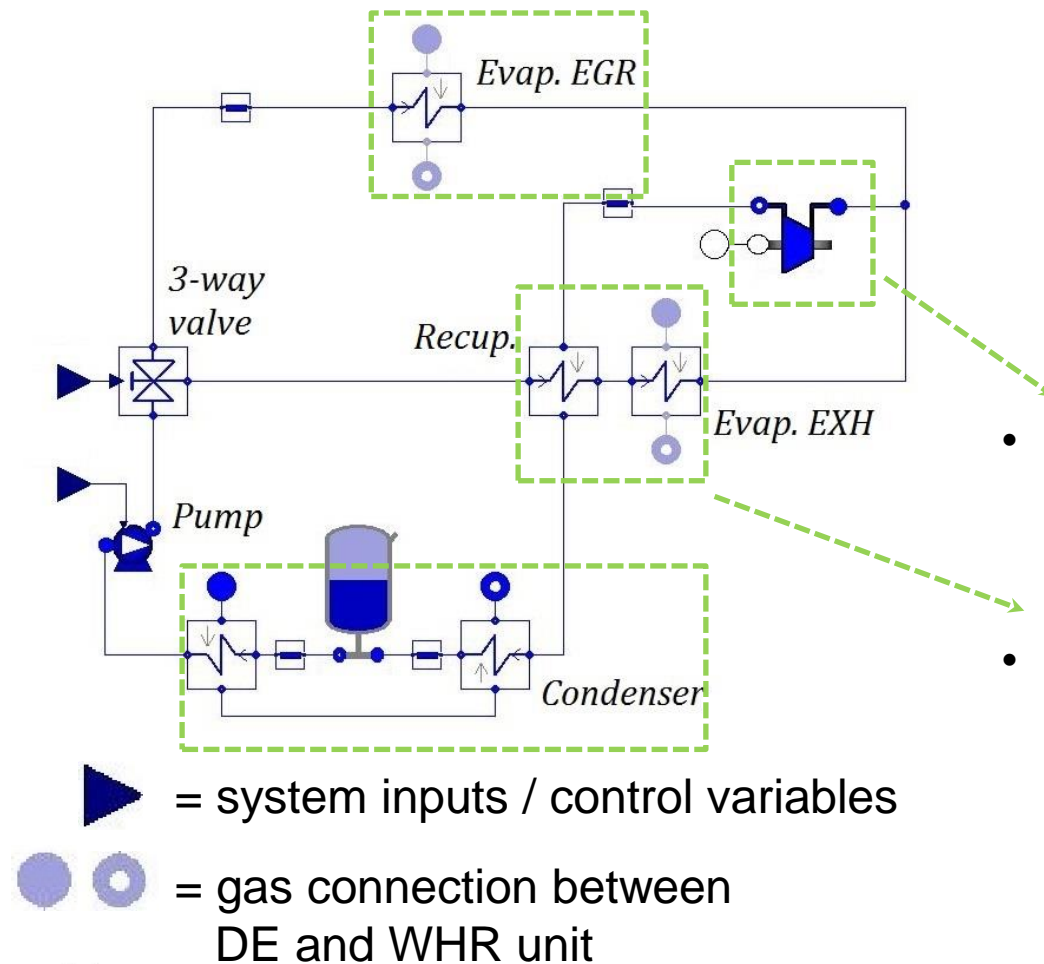 Evap. EGR
3-way
valve
Recup.
Evap. EXH
Pump
Condenser
•
•
= system inputs / control variables
= gas connection between
DE and WHR unit